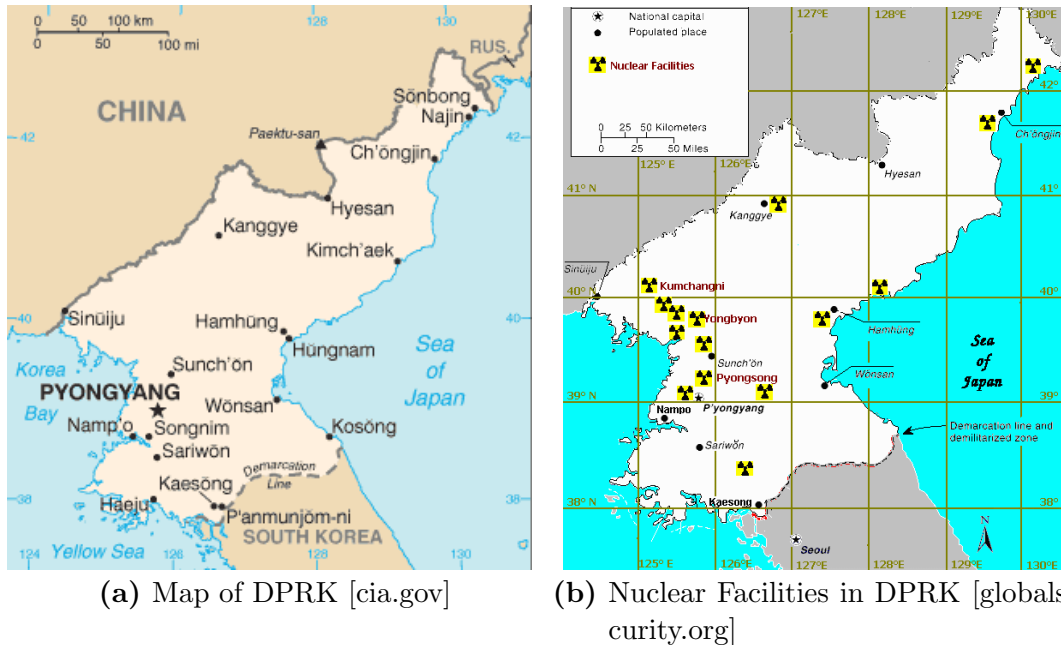 0 50 100 km
0 50 100 mi
128
130
RUS.
CHINA
Sŏnbong
Najin
42
Paektu-san
42
Ch'ŏngjin
Hyesan
Kanggye
Kimch'aek
40
Sinŭiju
Hamhŭng
40
Hŭngnam
Korea
Bay
Sea
of
Japan
Sunch'ŏn
PYONGYANG
Wŏnsan
Namp'o
Songnim
Kosŏng
Sariwŏn
Demarcation
Line
Kaesŏng
38
Haeju
38
P'anmunjŏm-ni
SOUTH KOREA
Yellow Sea
124
126
128
130
(a) Map of DPRK [cia.gov]
National capital
Populated place
Nuclear Facilities
0 25 50 Kilometers
0 25 50 Miles
127° E
128° E
129° E
130° E
42° N
Ch'ŏngjin
125° E
126° E
Hyesan
41° N
41° N
Kanggye
Sinŭiju
Kumchangni
40° N
40° N
Yongbyon
Hamhŭng
Sunch'ŏn
Sea
of
Japan
Wŏnsan
Pyongsong
39° N
P'yongyang
39° N
Nampo
Demarcation line and
demilitarized zone
Sariwŏn
38° N
Kaesong
38° N
N
Seoul
125° E
126° E
127° E
128° E
129° E
130° E
(b) Nuclear Facilities in DPRK [globals
curity.org]